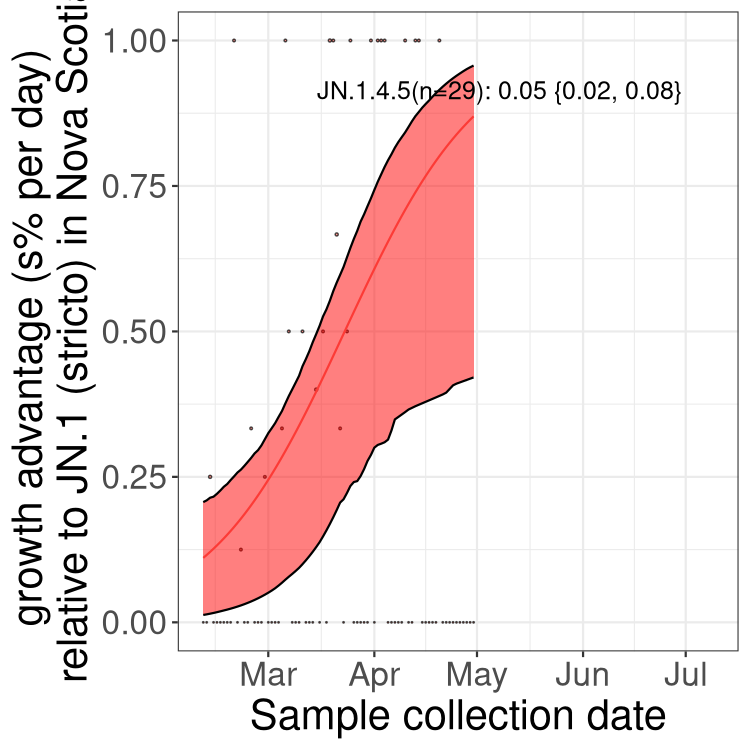 growth advantage (s% per day)
relative to JN.1 (stricto) in Nova Scotia
1.00
0.75
0.50
0.25
0.00
JN.1.4.5(n=29): 0.05 {0.02, 0.08}
Mar Apr May Jun Jul
Sample collection date